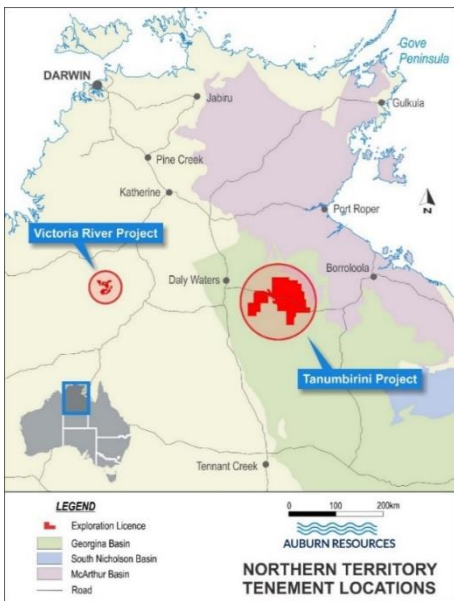 Gove
Peninsula
DARWIN
Jabiru
Gulkula
Pine Creek
Katherine
N
Port Roper
Victoria River Project
Daly Waters
Borroloola
Tanumbirini Project
Tennant Creek
LEGEND
Exploration Licence
Georgina Basin
South Nicholson Basin
McArthur Basin
Road
0 100 200km
AUBURN RESOURCES
NORTHERN TERRITORY
TENEMENT LOCATIONS